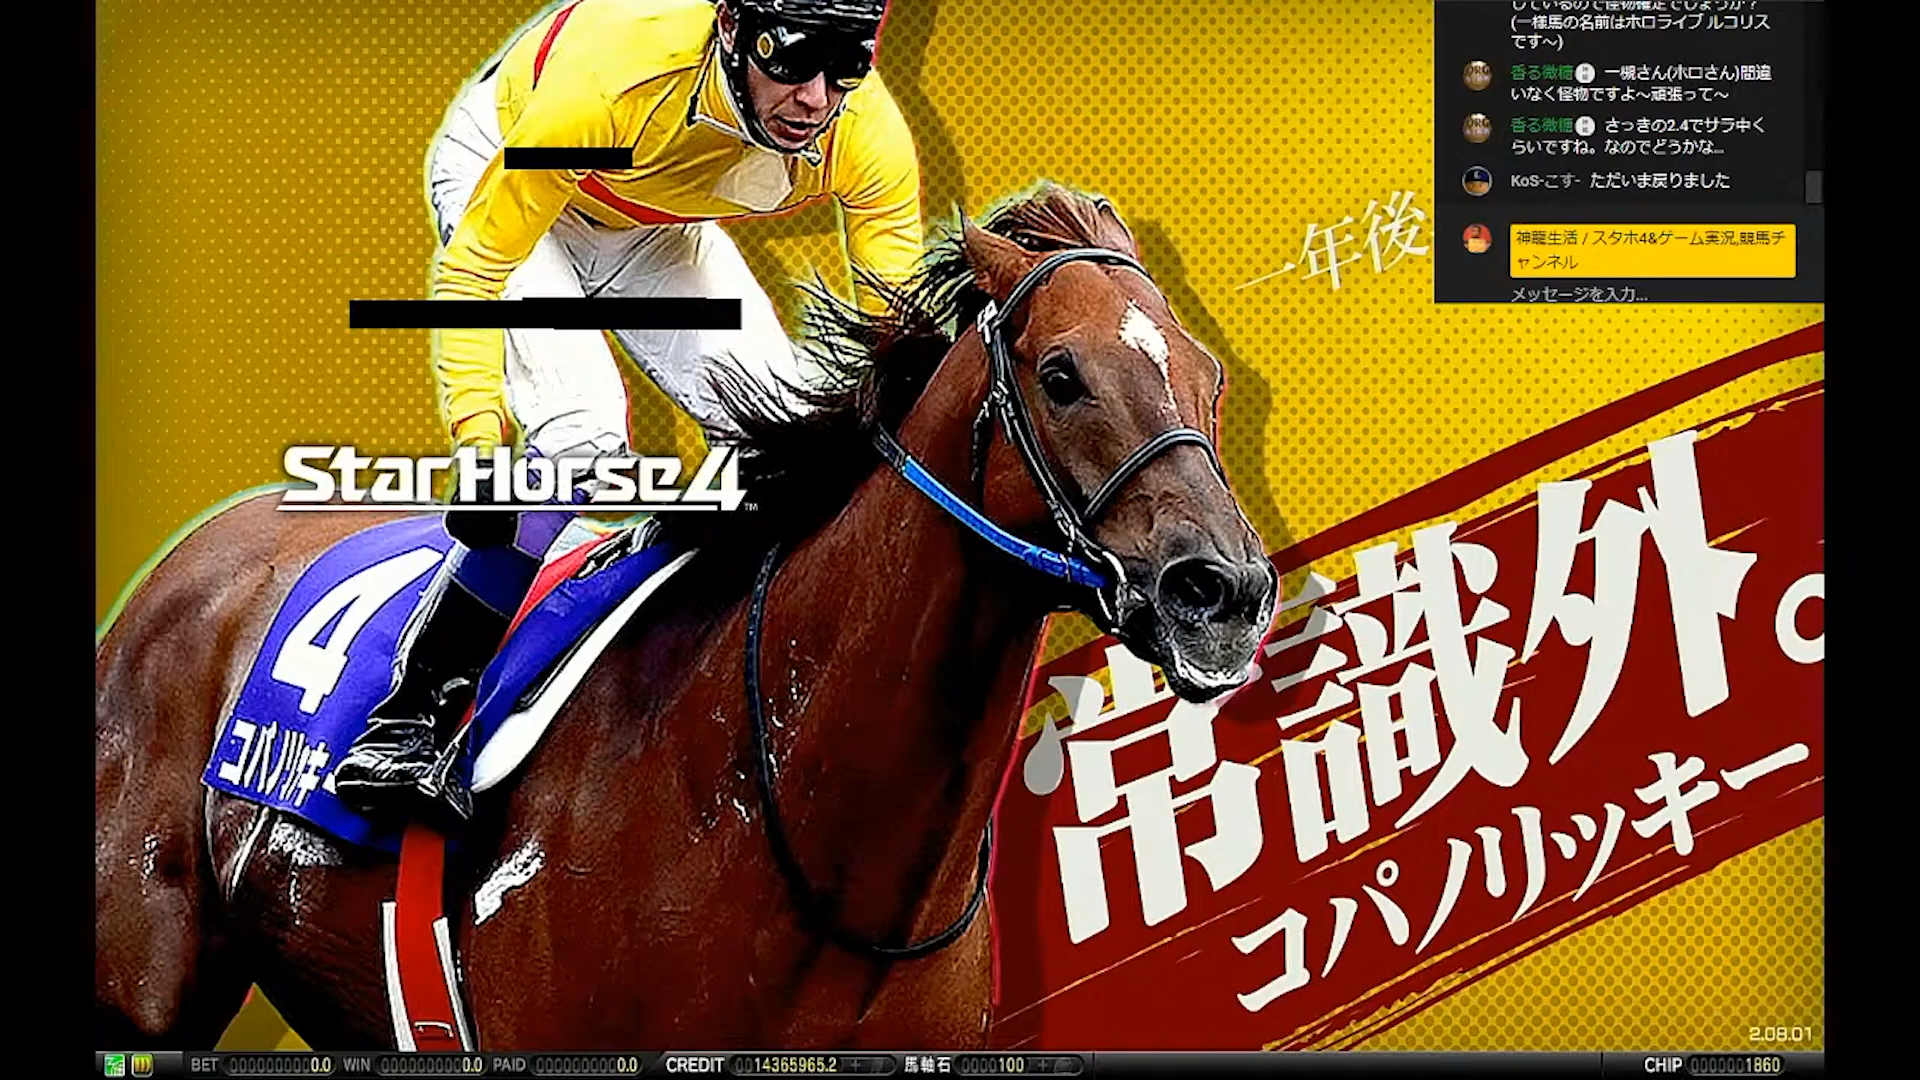 しているので怪物確定でしょうか？
(一様馬の名前はホロライブルコリス
です～)
香る微糖 一槻さん(ホロさん)間違
いなく怪物ですよ～頑張って～
香る微糖 さっきの2.4でサラ中く
らいですね。なのでどうかな...
KoS-こす- ただいま戻りました
神龍生活 / スタホ4&ゲーム実況,競馬チ
ャンネル
メッセージを入力...
一年後
StarHorse4™
4
コパノリッキー
常識外。
コパノリッキー
2.08.01
BET 0000000000.0 WIN 0000000000.0 PAID 0000000000.0 CREDIT 0014365965.2 + 馬軸石 0000100 + CHIP 0000001860